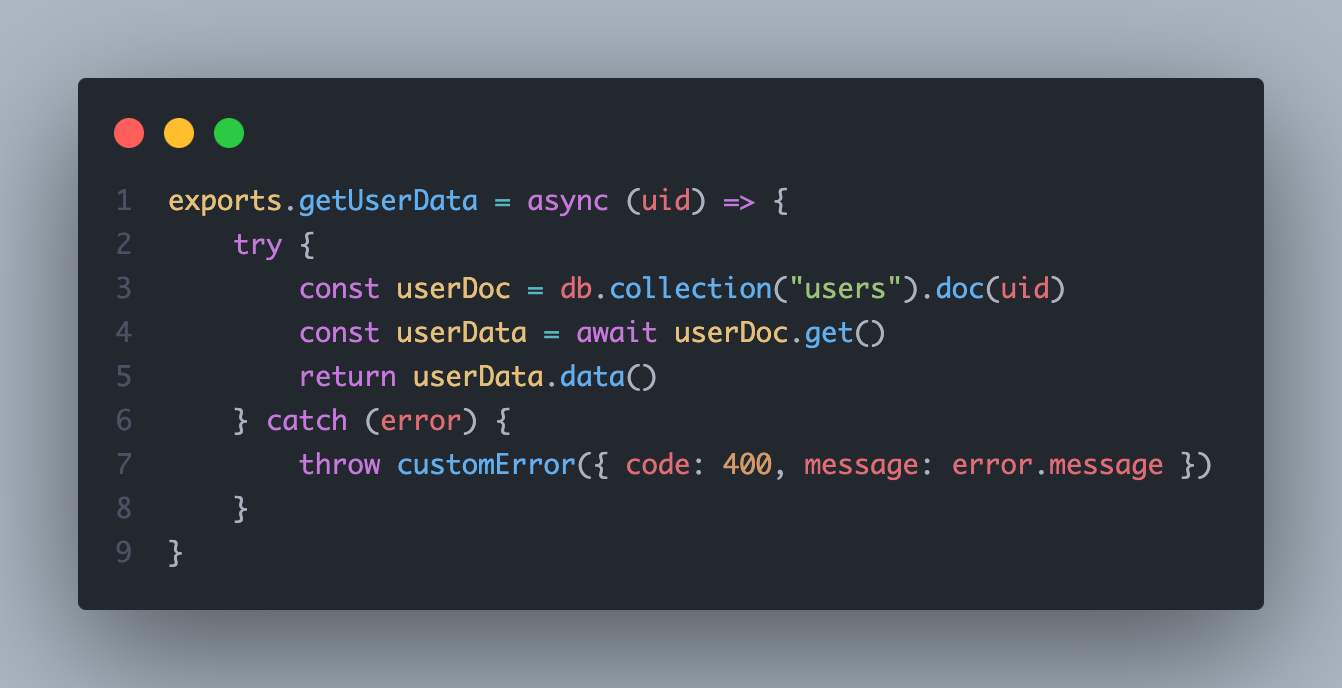 1 exports.getUserData = async (uid) => {
2     try {
3         const userDoc = db.collection("users").doc(uid)
4         const userData = await userDoc.get()
5         return userData.data()
6     } catch (error) {
7         throw customError({ code: 400, message: error.message })
8     }
9 }